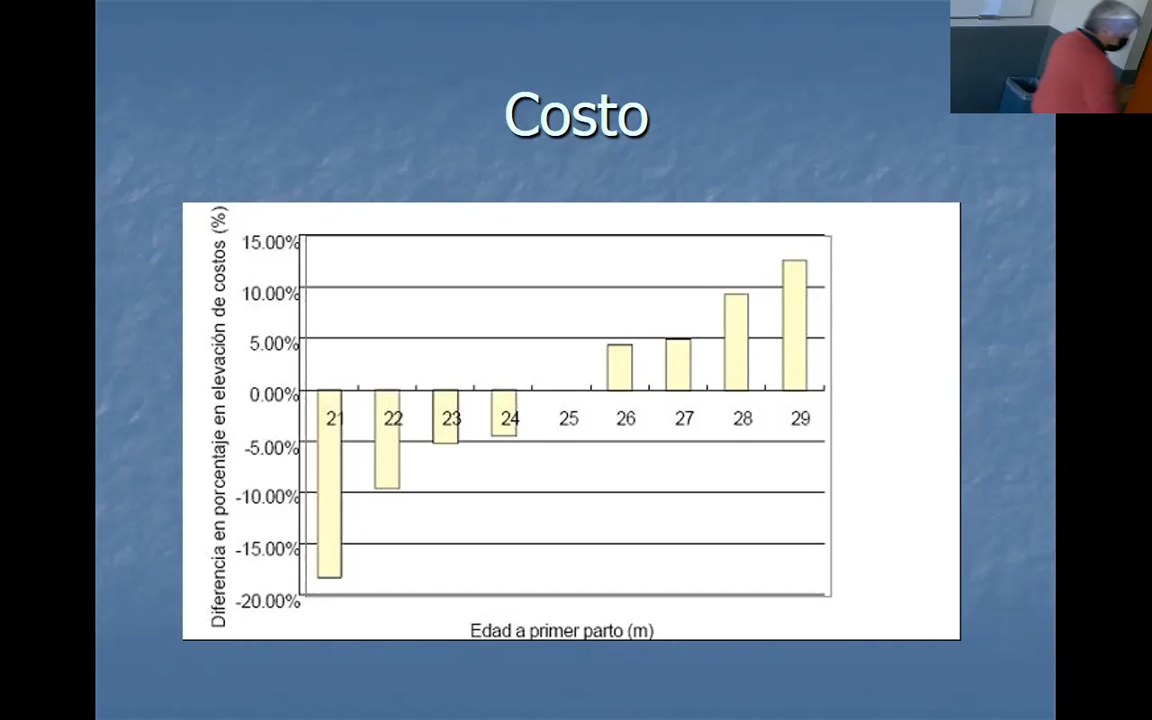 Costo
Diferencia en porcentaje en elevación de costos (%)
15.00%
10.00%
5.00%
0.00%
-5.00%
-10.00%
-15.00%
-20.00%
21 22 23 24 25 26 27 28 29
Edad a primer parto (m)